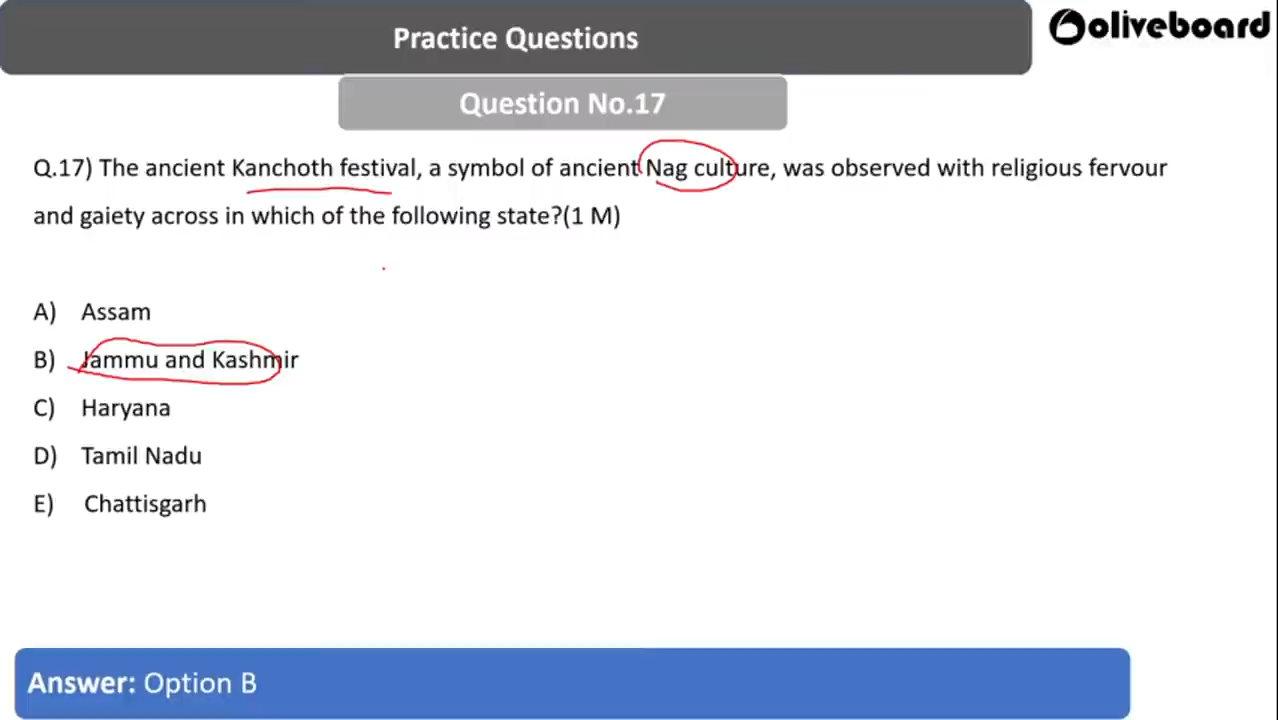 Practice Questions
oliveboard
Question No.17
Q.17) The ancient Kanchoth festival, a symbol of ancient Nag culture, was observed with religious fervour
and gaiety across in which of the following state?(1 M)
A) Assam
B) Jammu and Kashmir
C) Haryana
D) Tamil Nadu
E) Chattisgarh
Answer: Option B